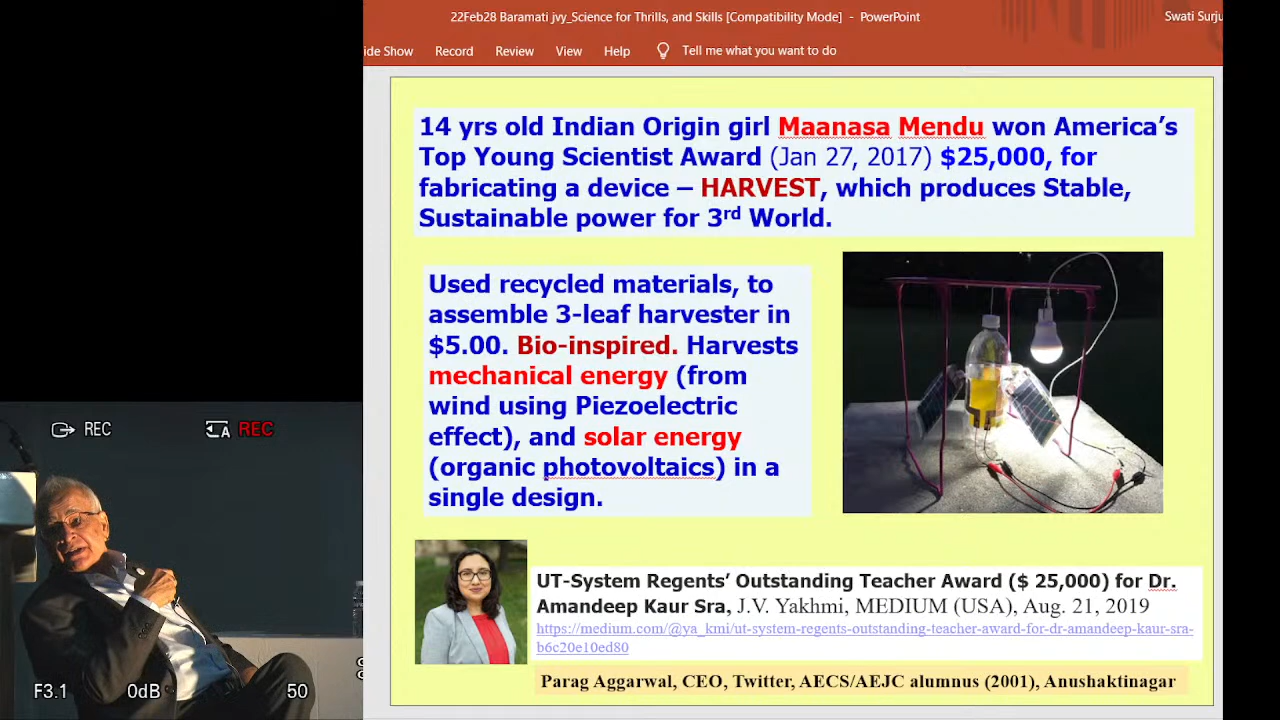 22Feb28 Baramati jvy_Science for Thrills, and Skills [Compatibility Mode] - PowerPoint
Swati Surju
ide Show Record Review View Help Tell me what you want to do
14 yrs old Indian Origin girl Maanasa Mendu won America's
Top Young Scientist Award (Jan 27, 2017) $25,000, for
fabricating a device – HARVEST, which produces Stable,
Sustainable power for 3rd World.
Used recycled materials, to
assemble 3-leaf harvester in
$5.00. Bio-inspired. Harvests
mechanical energy (from
wind using Piezoelectric
effect), and solar energy
(organic photovoltaics) in a
single design.
REC
A REC
F3.1 0dB 50
UT-System Regents' Outstanding Teacher Award ($ 25,000) for Dr.
Amandeep Kaur Sra, J.V. Yakhmi, MEDIUM (USA), Aug. 21, 2019
https://medium.com/@ya_kmi/ut-system-regents-outstanding-teacher-award-for-dr-amandeep-kaur-sra-
b6c20e10ed80
Parag Aggarwal, CEO, Twitter, AECS/AEJC alumnus (2001), Anushaktinagar